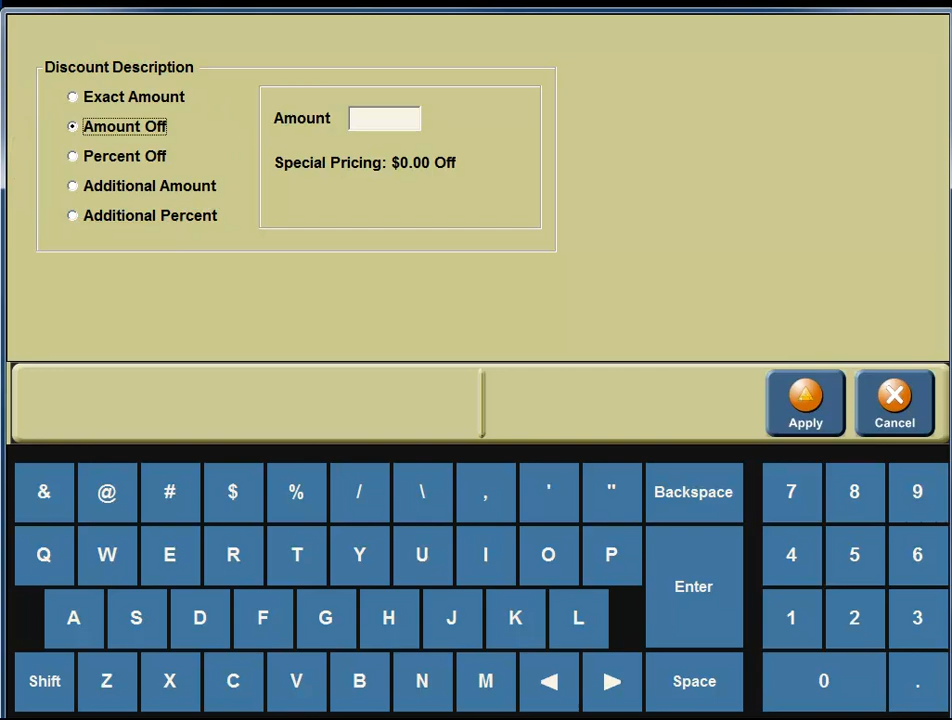 Discount Description
Exact Amount
Amount Off
Percent Off
Additional Amount
Additional Percent
Amount
Special Pricing: $0.00 Off
Apply Cancel
& @ # $ % / \ , ' " Backspace 7 8 9
Q W E R T Y U I O P Enter 4 5 6
A S D F G H J K L 1 2 3
Shift Z X C V B N M ◀ ▶ Space 0 .